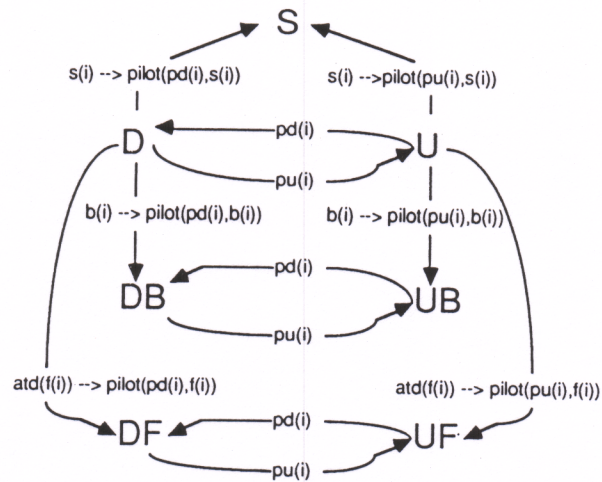 S
s(i) --> pilot(pd(i),s(i))
s(i) -->pilot(pu(i),s(i))
pd(i)
D
U
pu(i)
b(i) --> pilot(pd(i),b(i))
b(i) --> pilot(pu(i),b(i))
pd(i)
DB
UB
pu(i)
atd(f(i)) --> pilot(pd(i),f(i))
atd(f(i)) --> pilot(pu(i),f(i))
pd(i)
DF
UF
pu(i)